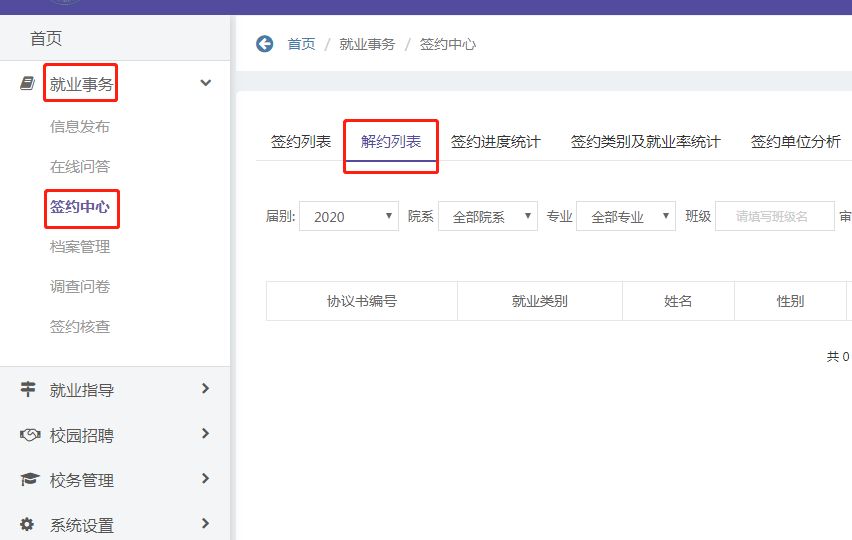 首页
就业事务
信息发布
在线问答
签约中心
档案管理
调查问卷
签约核查
就业指导
校园招聘
校务管理
系统设置
首页 / 就业事务 / 签约中心
签约列表 解约列表 签约进度统计 签约类别及就业率统计 签约单位分析
届别: 2020 院系 全部院系 专业 全部专业 班级 请填写班级名 审
协议书编号 就业类别 姓名 性别
共 0